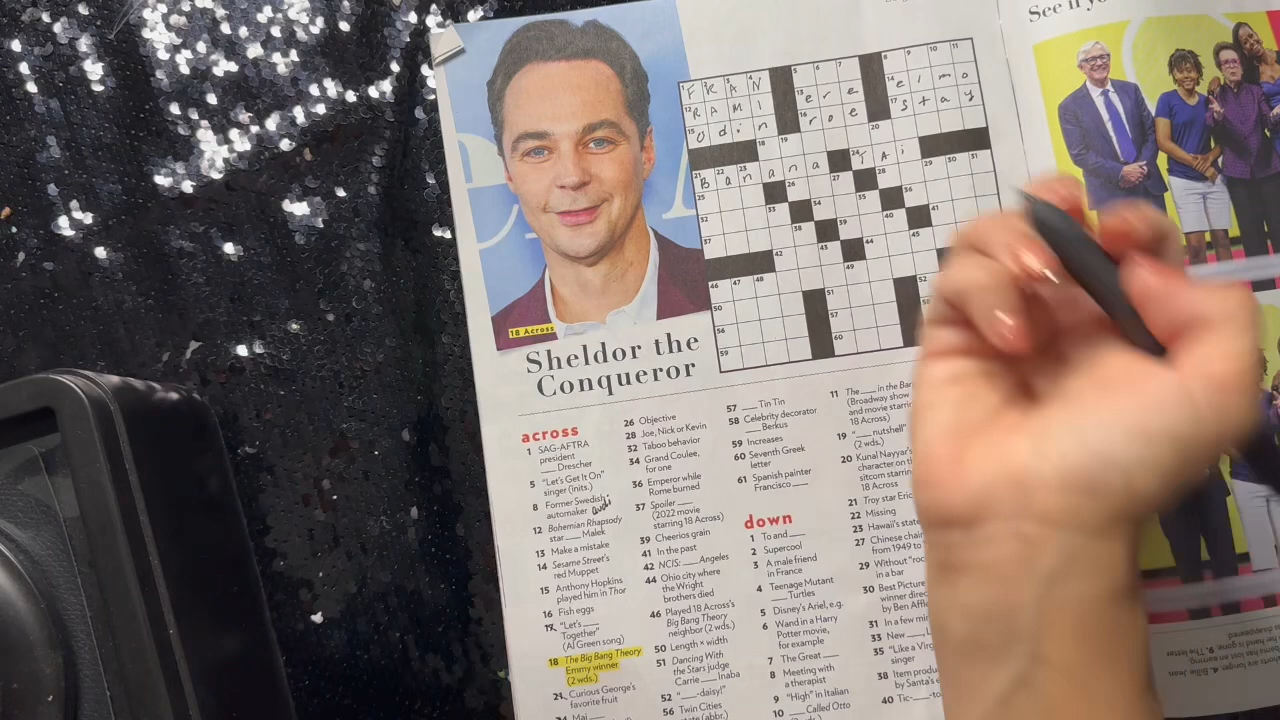 See if yo
18 Across
Sheldor the
Conqueror
F R A N
R A M I
e r e
e l m o
O d i n
r o e
s t a y
B a n a n a
T A i
across
1 SAG-AFTRA
president
___ Drescher
5 "Let's Get It On"
singer (inits.)
8 Former Swedish
automaker
12 Bohemian Rhapsody
star ___ Malek
13 Make a mistake
14 Sesame Street's
red Muppet
15 Anthony Hopkins
played him in Thor
16 Fish eggs
17 "Let's ___
Together"
(Al Green song)
18 The Big Bang Theory
Emmy winner
(2 wds.)
21 Curious George's
favorite fruit
24 Mai ___
26 Objective
28 Joe, Nick or Kevin
32 Taboo behavior
34 Grand Coulee,
for one
36 Emperor while
Rome burned
37 Spoiler ___
(2022 movie
starring 18 Across)
39 Cheerios grain
41 In the past
42 NCIS: ___ Angeles
44 Ohio city where
the Wright
brothers died
46 Played 18 Across's
Big Bang Theory
neighbor (2 wds.)
50 Length × width
51 Dancing With
the Stars judge
Carrie ___ Inaba
52 "___-daisy!"
56 Twin Cities
state (abbr.)
57 ___ Tin Tin
58 Celebrity decorator
___ Berkus
59 Increases
60 Seventh Greek
letter
61 Spanish painter
Francisco ___
down
1 To and ___
2 Supercool
3 A male friend
in France
4 Teenage Mutant
___ Turtles
5 Disney's Ariel, e.g.
6 Wand in a Harry
Potter movie,
for example
7 The Great ___
8 Meeting with
a therapist
9 "High" in Italian
10 ___ Called Otto
11 The ___ in the
(Broadway show
and movie
18 Across)
19 "___ nutshell"
(2 wds.)
20 Kunal Nayyar's
character on
sitcom starring
18 Across
21 Troy star Eric
22 Missing
23 Hawaii's state
27 Chinese
from 1949 to
29 Without
in a bar
30 Best Picture
winner
by Ben
31 In a few
33 New ___,
35 "Like a
singer
38 Item
by Santa's
40 Tic-___-